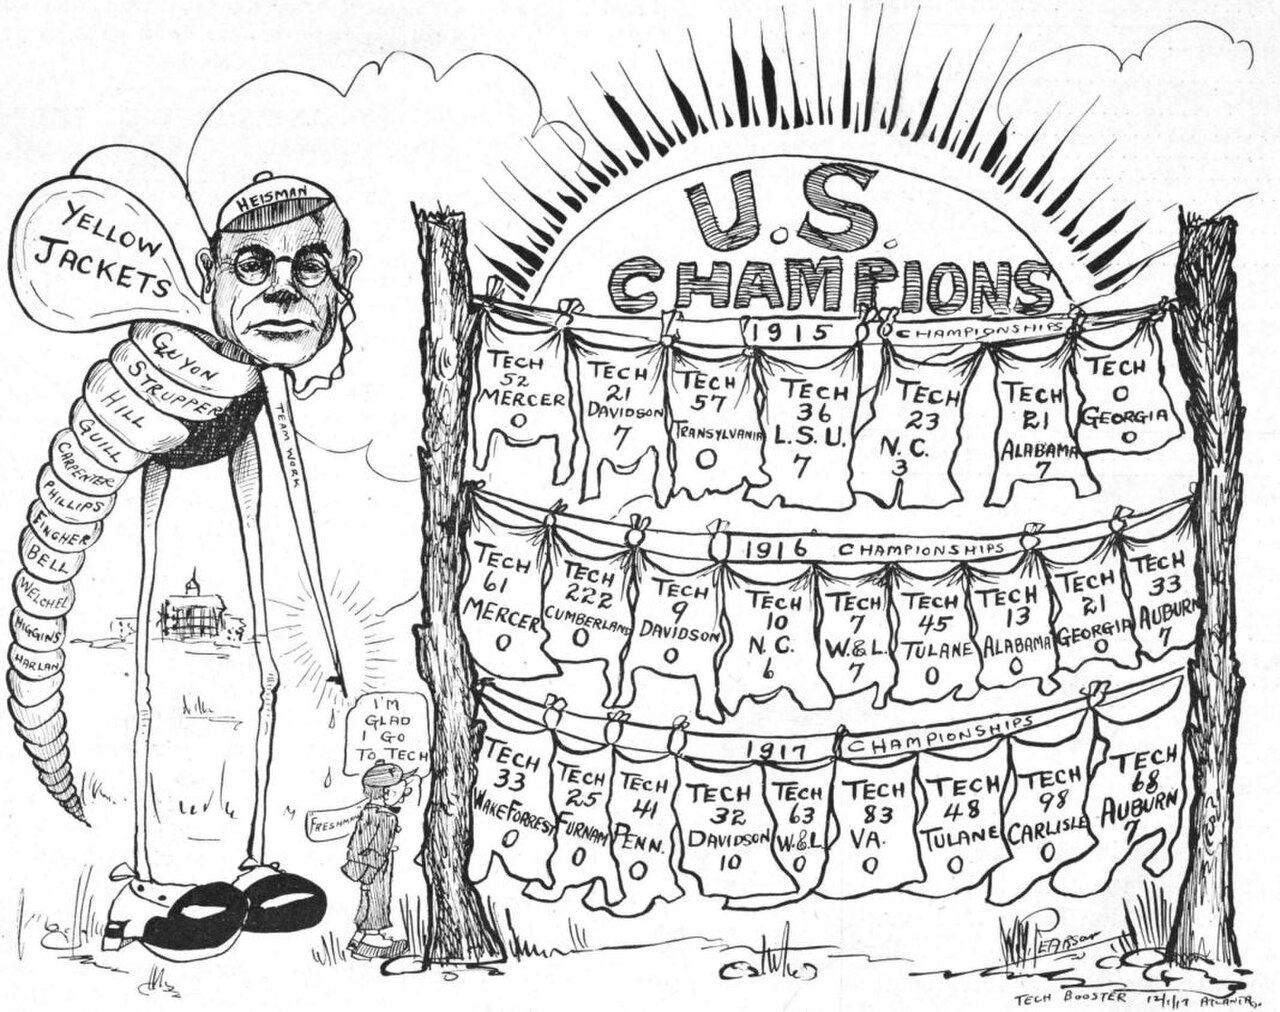 HEISMAN
YELLOW
JACKETS
GUYON
STRUPPER
HILL
GUILL
CARPENTER
PHILLIPS
FINCHER
BELL
WELCHEL
HIGGINS
HARLAN
TEAM WORK
I'M
GLAD
I GO
TO TECH
FRESHMAN
U.S.
CHAMPIONS
1915 CHAMPIONSHIPS
TECH
52
MERCER
0
TECH
21
DAVIDSON
7
TECH
57
TRANSYLVANIA
0
TECH
36
L.S.U.
7
TECH
23
N.C.
3
TECH
21
ALABAMA
7
TECH
0
GEORGIA
0
1916 CHAMPIONSHIPS
TECH
61
MERCER
0
TECH
222
CUMBERLAND
0
TECH
9
DAVIDSON
0
TECH
10
N.C.
6
TECH
7
W.&L.
7
TECH
45
TULANE
0
TECH
13
ALABAMA
0
TECH
21
GEORGIA
0
TECH
33
AUBURN
7
1917 CHAMPIONSHIPS
TECH
33
WAKE FORREST
0
TECH
25
FURNAM
0
TECH
41
PENN.
0
TECH
32
DAVIDSON
10
TECH
63
W.&L.
0
TECH
83
VA.
0
TECH
48
TULANE
0
TECH
98
CARLISLE
0
TECH
68
AUBURN
7
W.M. PEARSON
TECH BOOSTER 12/1/17 ATLANTA,